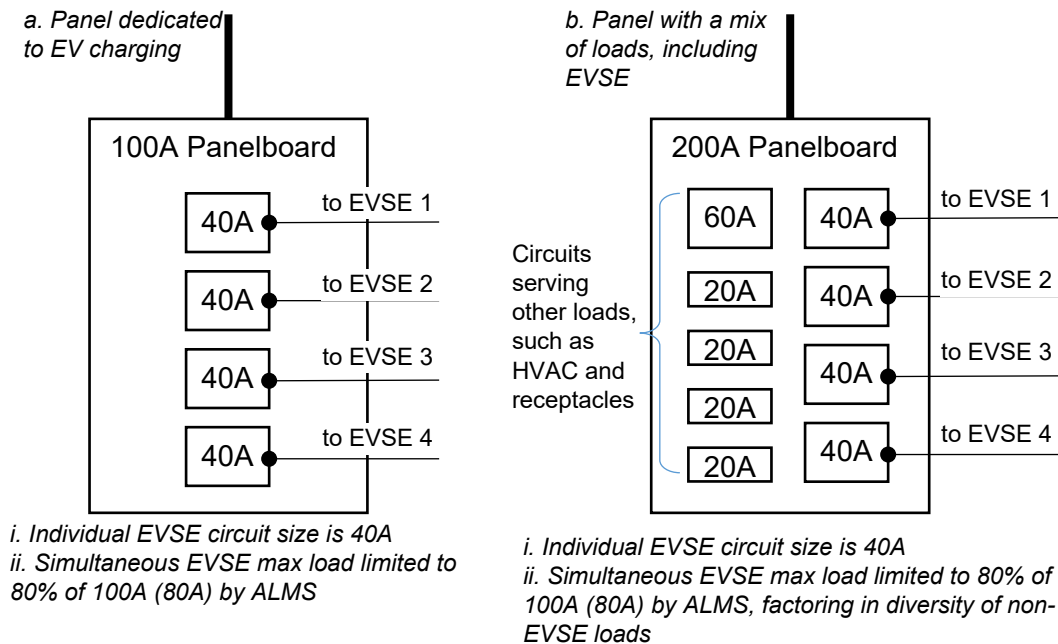 a. Panel dedicated
to EV charging
100A Panelboard
40A
to EVSE 1
40A
to EVSE 2
40A
to EVSE 3
40A
to EVSE 4
i. Individual EVSE circuit size is 40A
ii. Simultaneous EVSE max load limited to
80% of 100A (80A) by ALMS
b. Panel with a mix
of loads, including
EVSE
200A Panelboard
Circuits
serving
other loads,
such as
HVAC and
receptacles
60A
20A
20A
20A
20A
40A
to EVSE 1
40A
to EVSE 2
40A
to EVSE 3
40A
to EVSE 4
i. Individual EVSE circuit size is 40A
ii. Simultaneous EVSE max load limited to 80% of
100A (80A) by ALMS, factoring in diversity of non-
EVSE loads